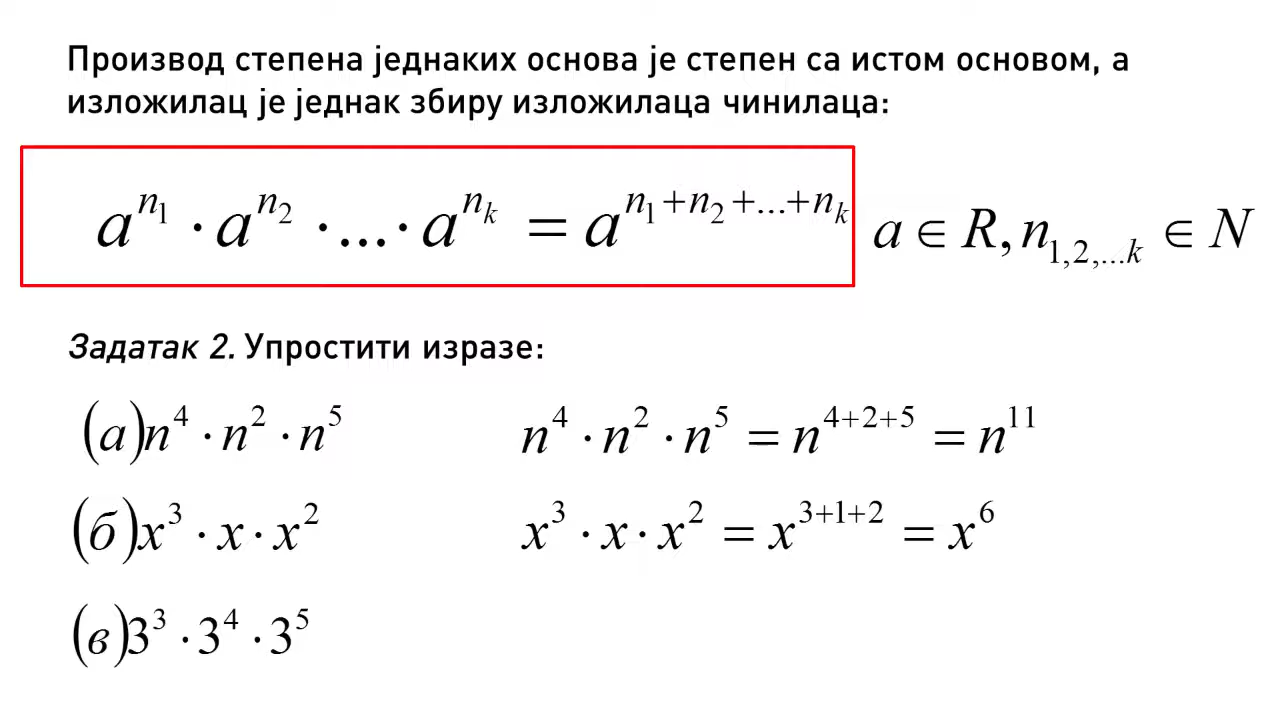 Производ степена једнаких основа је степен са истом основом, а
изложилац је једнак збиру изложилаца чинилаца:
a^{n_1} · a^{n_2} · ... · a^{n_k} = a^{n_1+n_2+...+n_k} a ∈ R, n_{1,2,...k} ∈ N
Задатак 2. Упростити изразе:
(а) n^4 · n^2 · n^5 n^4 · n^2 · n^5 = n^{4+2+5} = n^{11}
(б) x^3 · x · x^2 x^3 · x · x^2 = x^{3+1+2} = x^6
(в) 3^3 · 3^4 · 3^5